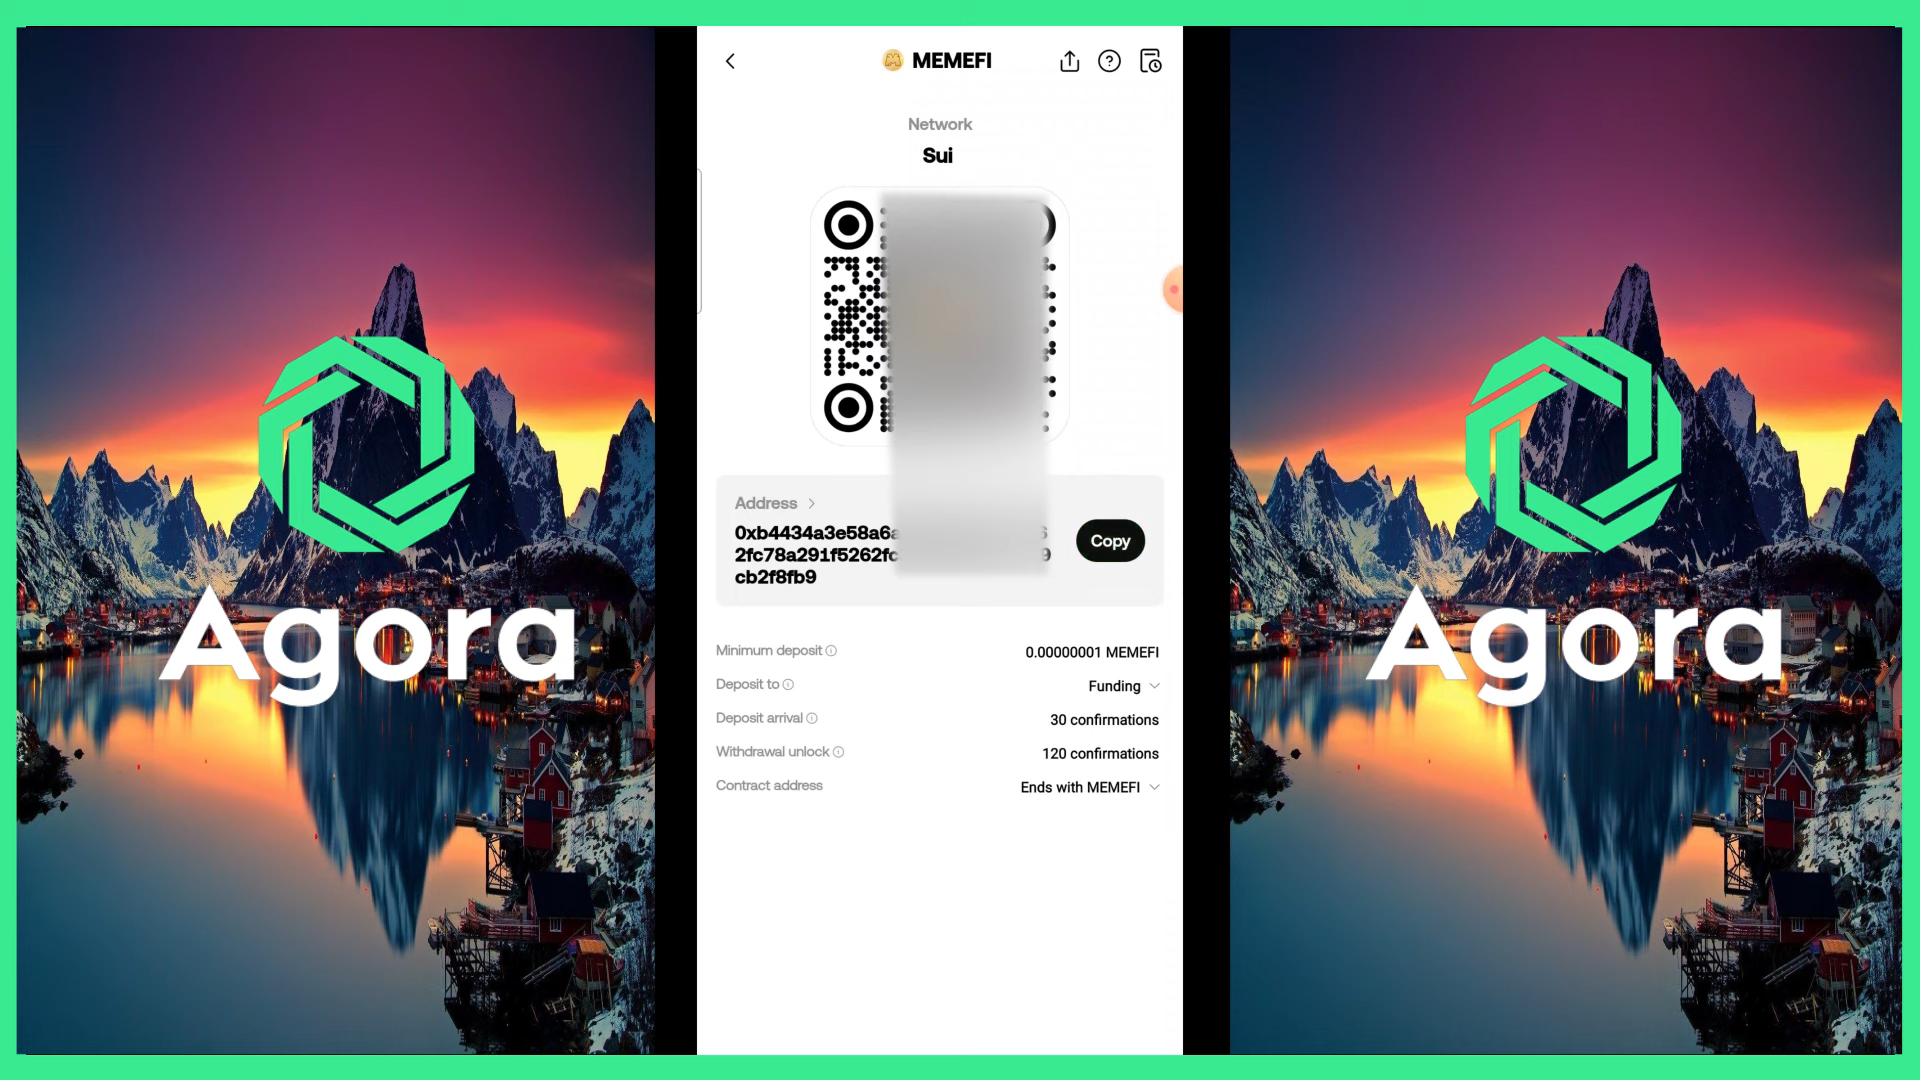 MEMEFI
Network
Sui
Address
0xb4434a3e58a6
2fc78a291f5262f
cb2f8fb9
Copy
Minimum deposit
0.00000001 MEMEFI
Deposit to
Funding
Deposit arrival
30 confirmations
Withdrawal unlock
120 confirmations
Contract address
Ends with MEMEFI
Agora
Agora